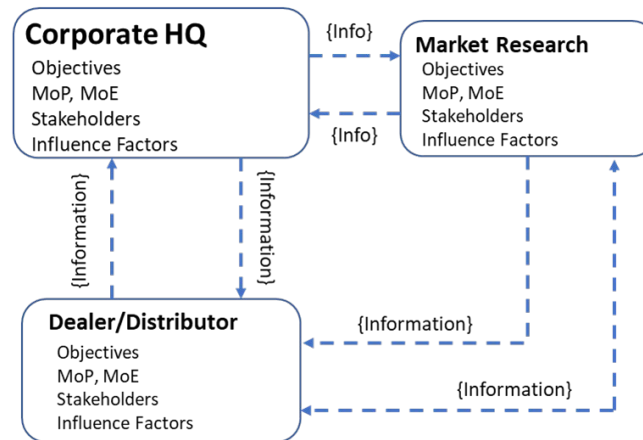 Corporate HQ
Objectives
MoP, MoE
Stakeholders
Influence Factors
{Info}
{Info}
Market Research
Objectives
MoP, MoE
Stakeholders
Influence Factors
{Information}
{Information}
Dealer/Distributor
Objectives
MoP, MoE
Stakeholders
Influence Factors
{Information}
{Information}